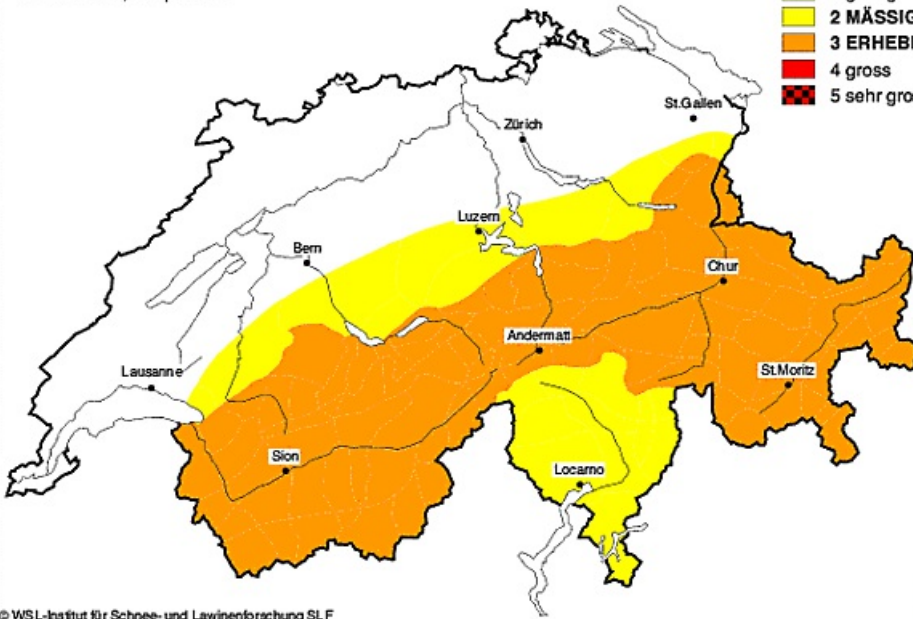 2 MÄSSIG
3 ERHEBL
4 gross
5 sehr gro
St.Gallen
Zürich
Luzern
Bern
Chur
Andermatt
Lausanne
St.Moritz
Sion
Locarno
© WSL-Institut für Schnee- und Lawinenforschung SLF